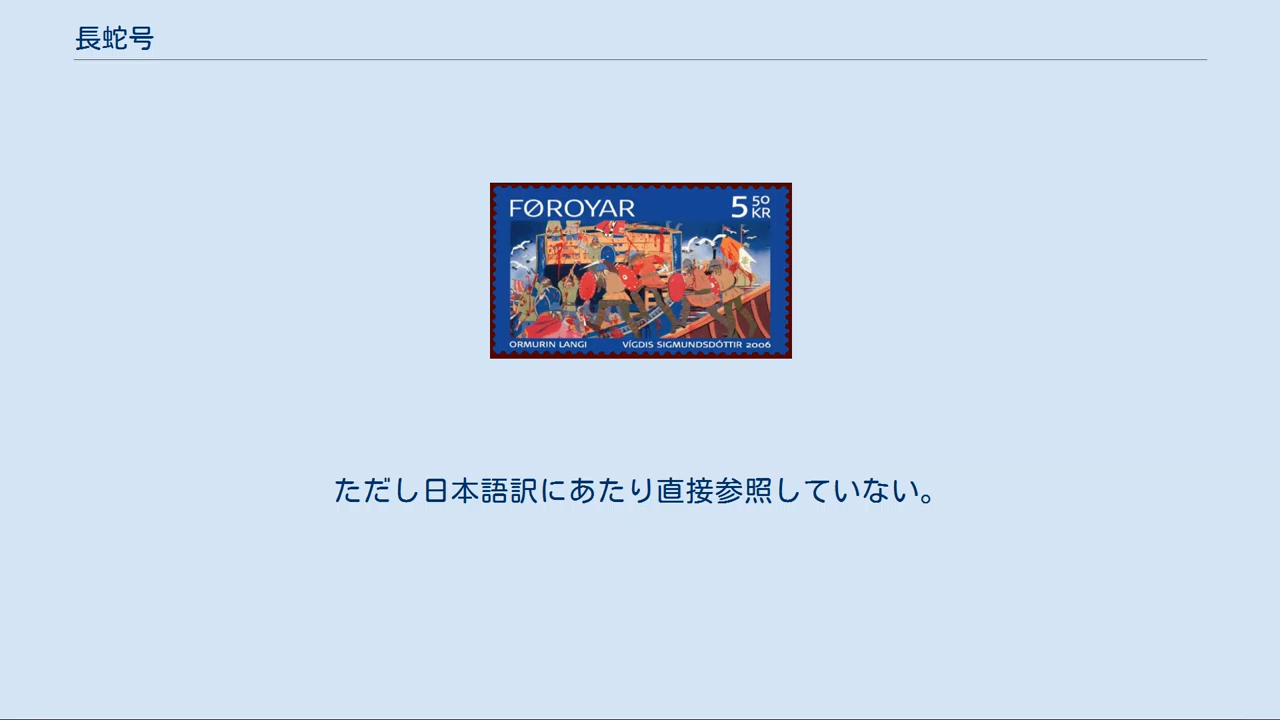 長蛇号
FØROYAR
5 50 KR
ORMURIN LANGI
VÍGDIS SIGMUNDSDÓTTIR 2006
ただし日本語訳にあたり直接参照していない。